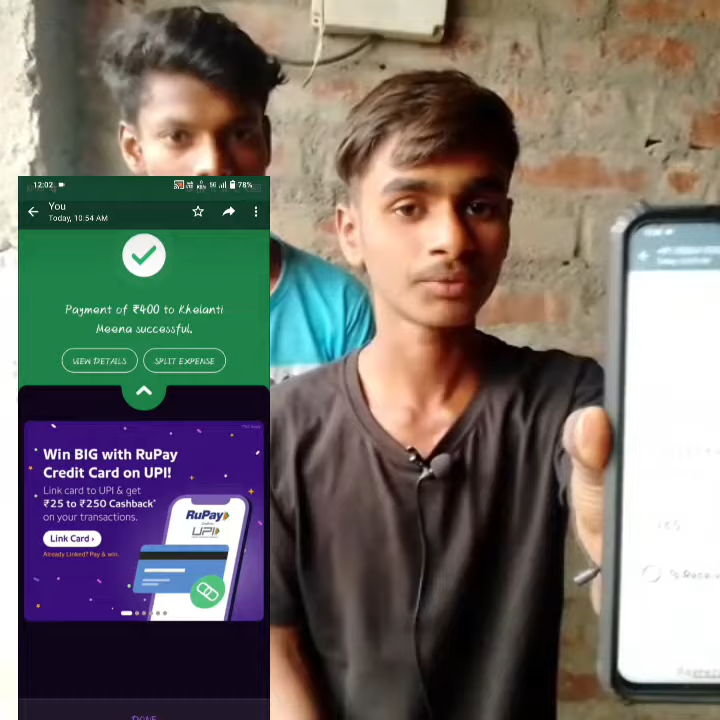 12:02
5G 78%
You
Today, 10:54 AM
Payment of ₹400 to Khelanti
Meena successful.
VIEW DETAILS SPLIT EXPENSE
Win BIG with RuPay
Credit Card on UPI!
Link card to UPI & get
₹25 to ₹250 Cashback*
on your transactions.
Link Card ›
Already Linked? Pay & win.
RuPay
UPI
DONE